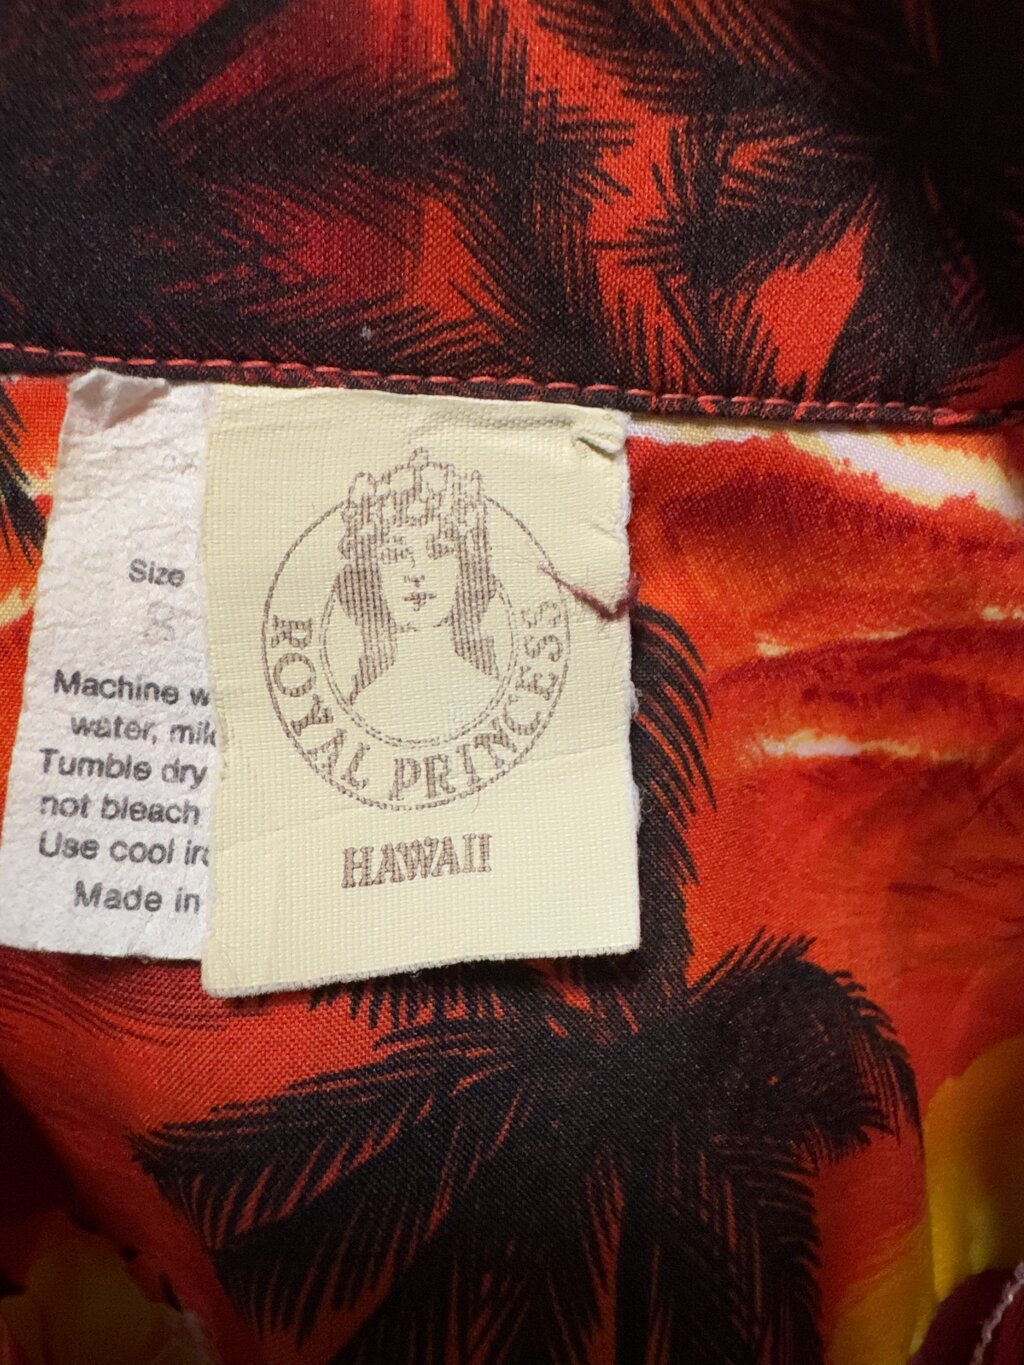 Size
S
Machine w
water, mil
Tumble dry
not bleach
Use cool ir
Made in
ROYAL PRINCESS
HAWAII